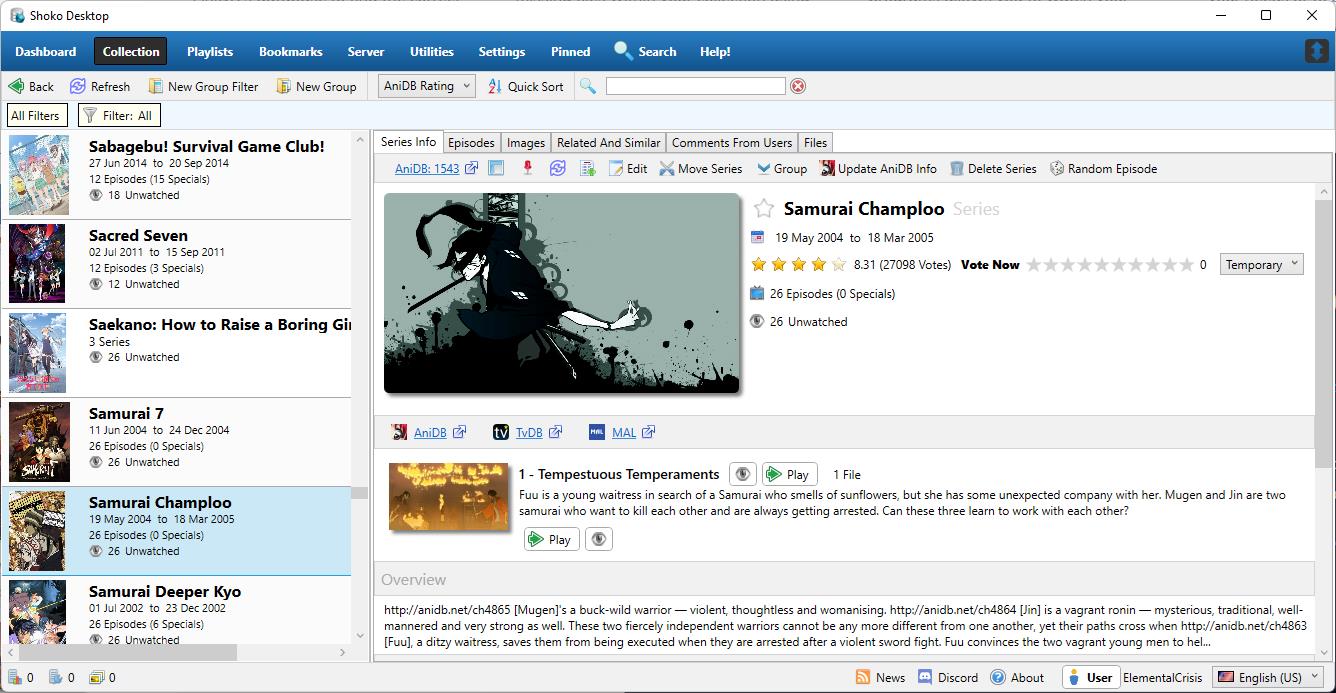 Shoko Desktop
Dashboard Collection Playlists Bookmarks Server Utilities Settings Pinned Search Help!
Back Refresh New Group Filter New Group AniDB Rating Quick Sort
All Filters Filter: All
Sabagebu! Survival Game Club!
27 Jun 2014 to 20 Sep 2014
12 Episodes (15 Specials)
18 Unwatched
Sacred Seven
02 Jul 2011 to 15 Sep 2011
12 Episodes (3 Specials)
12 Unwatched
Saekano: How to Raise a Boring Gir
3 Series
26 Unwatched
Samurai 7
11 Jun 2004 to 24 Dec 2004
26 Episodes (0 Specials)
26 Unwatched
Samurai Champloo
19 May 2004 to 18 Mar 2005
26 Episodes (0 Specials)
26 Unwatched
Samurai Deeper Kyo
01 Jul 2002 to 23 Dec 2002
26 Episodes (6 Specials)
26 Unwatched
Series Info Episodes Images Related And Similar Comments From Users Files
AniDB: 1543 Edit Move Series Group Update AniDB Info Delete Series Random Episode
Samurai Champloo Series
19 May 2004 to 18 Mar 2005
8.31 (27098 Votes) Vote Now 0 Temporary
26 Episodes (0 Specials)
26 Unwatched
AniDB TvDB MAL MAL
1 - Tempestuous Temperaments Play 1 File
Fuu is a young waitress in search of a Samurai who smells of sunflowers, but she has some unexpected company with her. Mugen and Jin are two
samurai who want to kill each other and are always getting arrested. Can these three learn to work with each other?
Play
Overview
http://anidb.net/ch4865 [Mugen]'s a buck-wild warrior — violent, thoughtless and womanising. http://anidb.net/ch4864 [Jin] is a vagrant ronin — mysterious, traditional, well-
mannered and very strong as well. These two fiercely independent warriors cannot be any more different from one another, yet their paths cross when http://anidb.net/ch4863
[Fuu], a ditzy waitress, saves them from being executed when they are arrested after a violent sword fight. Fuu convinces the two vagrant young men to hel...
0 0 0 News Discord About User ElementalCrisis English (US)